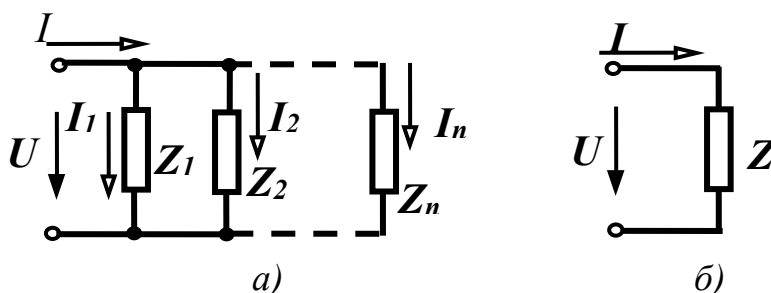 I I
I1 I2 In U
U Z1 Z2 Zn Z
а) б)